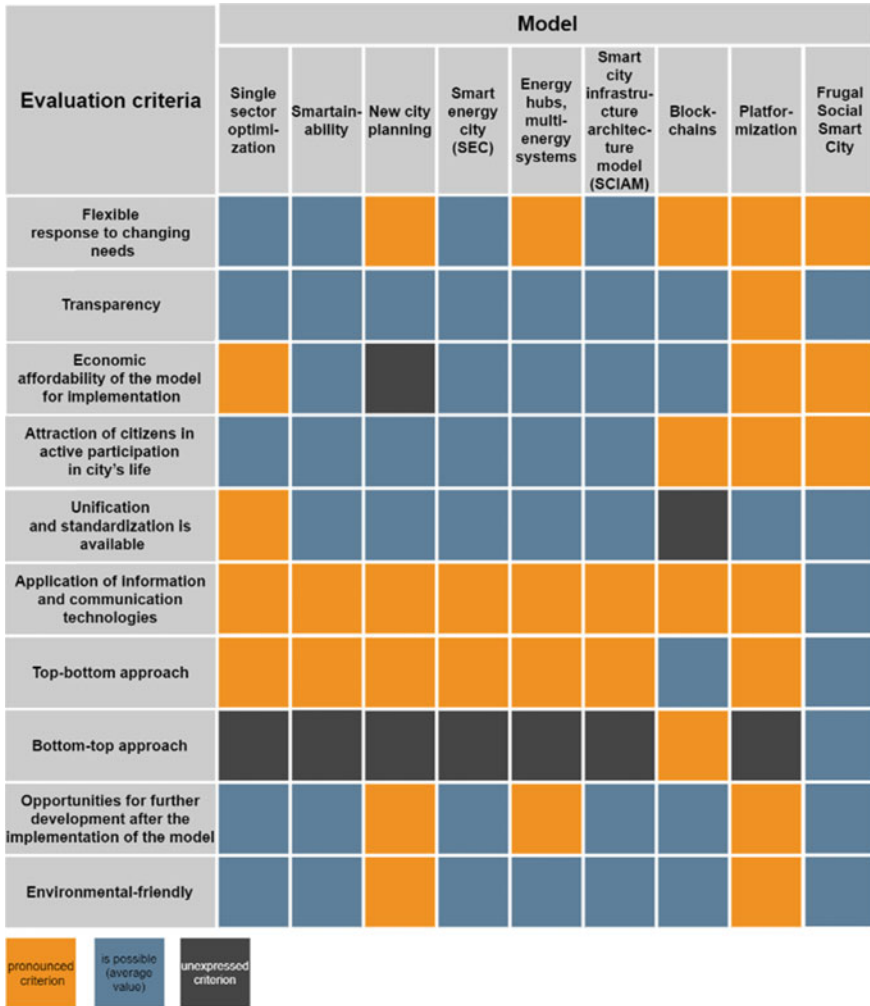 Evaluation criteria
Model
Single
sector
optimi-
zation
Smartain-
ability
New city
planning
Smart
energy
city
(SEC)
Energy
hubs,
multi-
energy
systems
Smart
city
infrastru-
cture
architec-
ture
model
(SCIAM)
Block-
chains
Platfor-
mization
Frugal
Social
Smart
City
Flexible
response to changing
needs
Transparency
Economic
affordability of the model
for implementation
Attraction of citizens in
active participation
in city's life
Unification
and standardization is
available
Application of information
and communication
technologies
Top-bottom approach
Bottom-top approach
Opportunities for further
development after the
implementation of the model
Environmental-friendly
pronounced
criterion
is possible
(average
value)
unexpressed
criterion